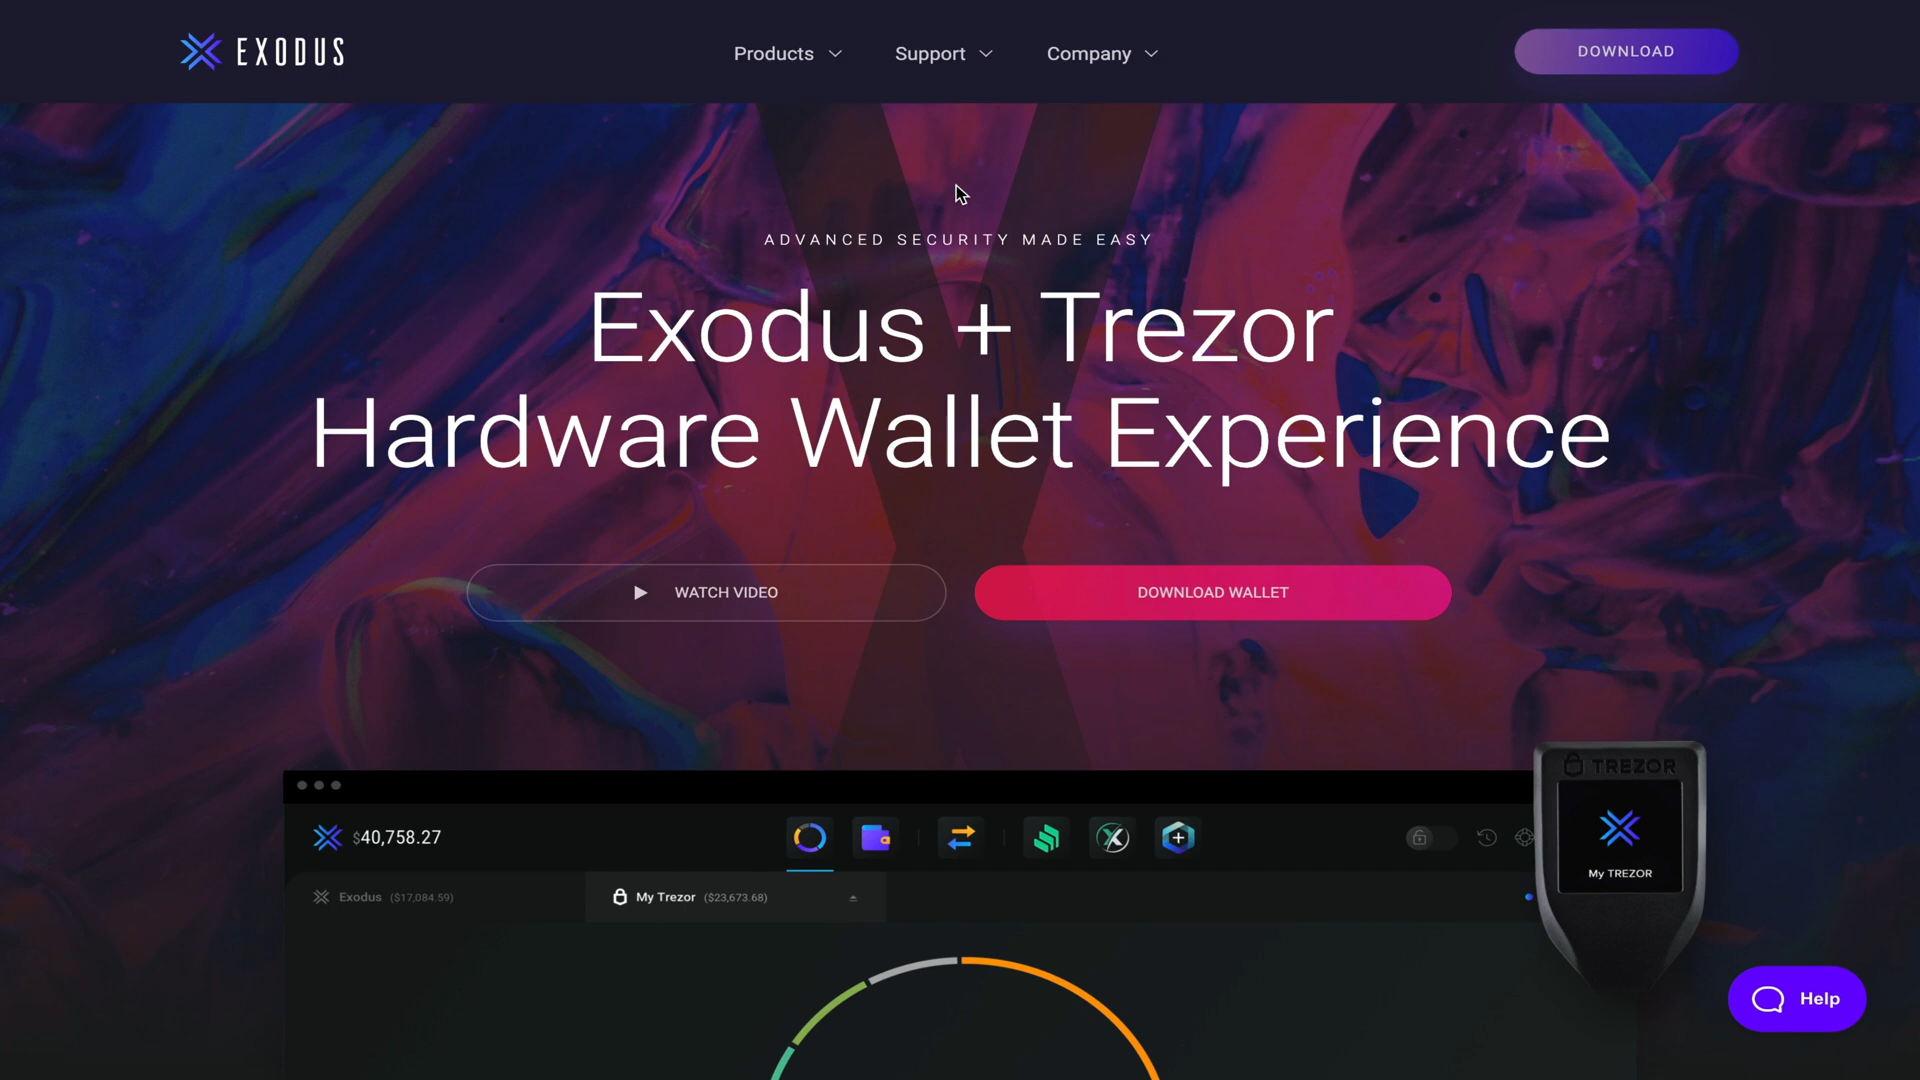 EXODUS
Products
Support
Company
DOWNLOAD
ADVANCED SECURITY MADE EASY
Exodus + Trezor
Hardware Wallet Experience
WATCH VIDEO
DOWNLOAD WALLET
TREZOR
$40,758.27
My TREZOR
Exodus ($17,084.59)
My Trezor ($23,673.68)
Help